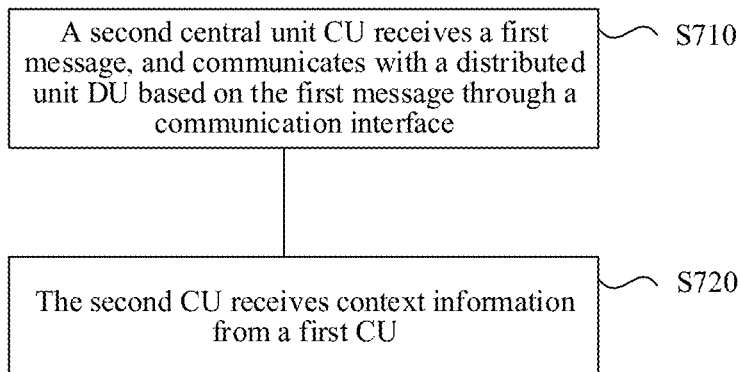 A second central unit CU receives a first
message, and communicates with a distributed
unit DU based on the first message through a
communication interface
S710
The second CU receives context information
from a first CU
S720